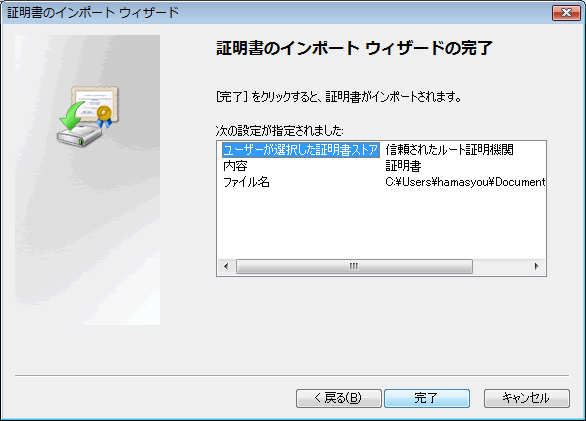 証明書のインポート ウィザード
証明書のインポート ウィザードの完了
[完了] をクリックすると、証明書がインポートされます。
次の設定が指定されました:
ユーザーが選択した証明書ストア 信頼されたルート証明機関
内容 証明書
ファイル名 C:¥Users¥hamasyou¥Document
< 戻る(B) 完了 キャンセル